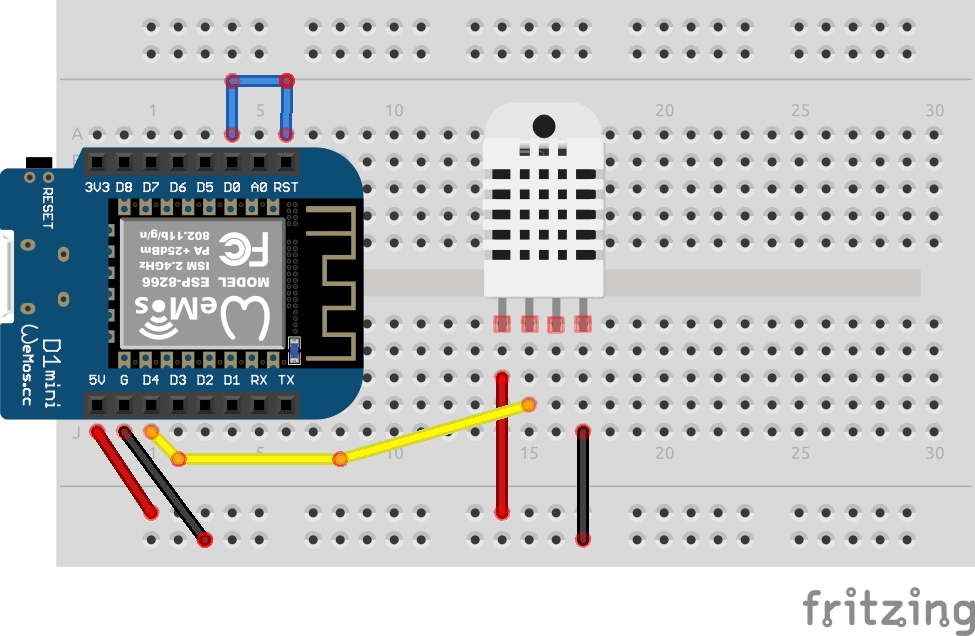 1 5 10 20 25 30
A
3V3 D8 D7 D6 D5 D0 A0 RST
RESET
802.11b/g/n
PA +25dBm
ISM 2.4GHz
ESP-8266
MODEL
FC
WeMos
D1mini
WeMos.cc
5V G D4 D3 D2 D1 RX TX
J
1 5 10 15 20 25 30
fritzing